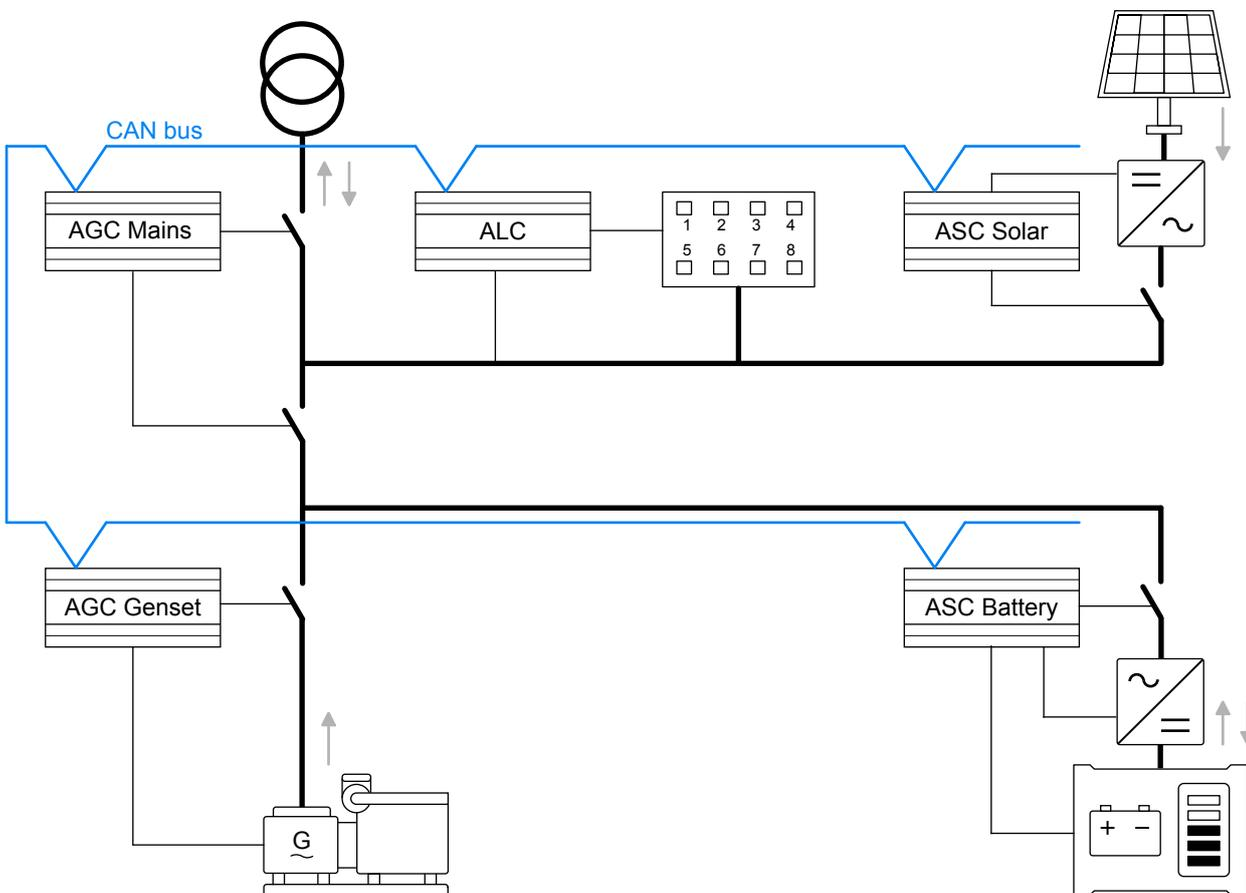 CAN bus
AGC Mains
ALC
1 2 3 4
5 6 7 8
ASC Solar
AGC Genset
ASC Battery
G
+ −